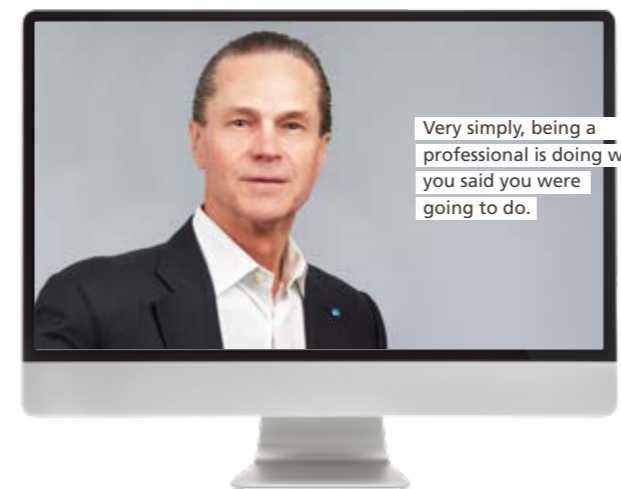 Very simply, being a
professional is doing w
you said you were
going to do.